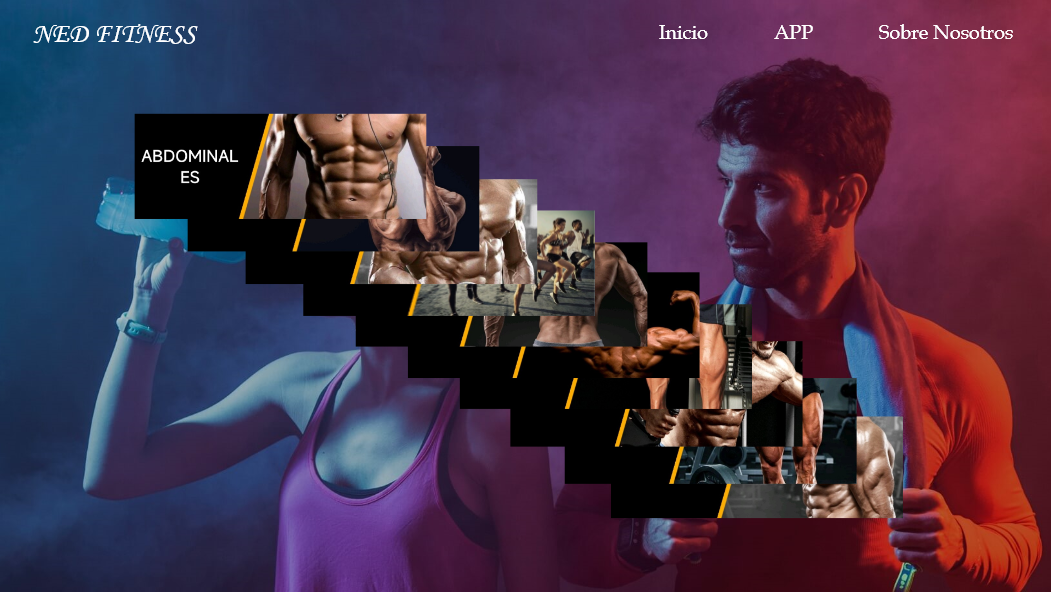 NED FITNESS
Inicio
APP
Sobre Nosotros
ABDOMINAL
ES